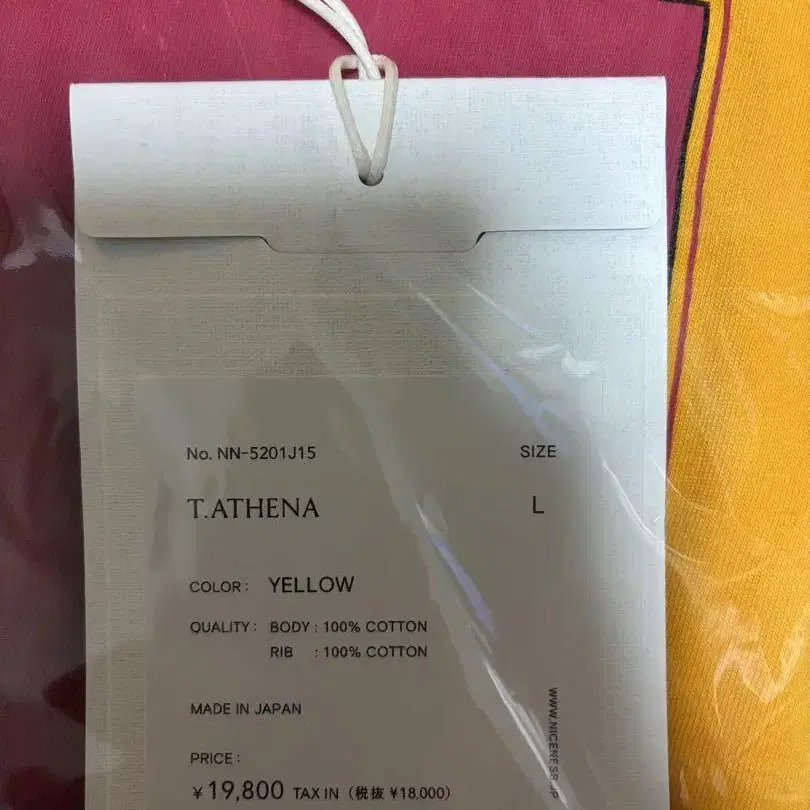 No. NN-5201J15 SIZE
T.ATHENA L
COLOR : YELLOW
QUALITY : BODY : 100% COTTON
RIB : 100% COTTON
MADE IN JAPAN
PRICE :
¥ 19,800 TAX IN (税抜 ¥18,000)
WWW.NICENESS.JP